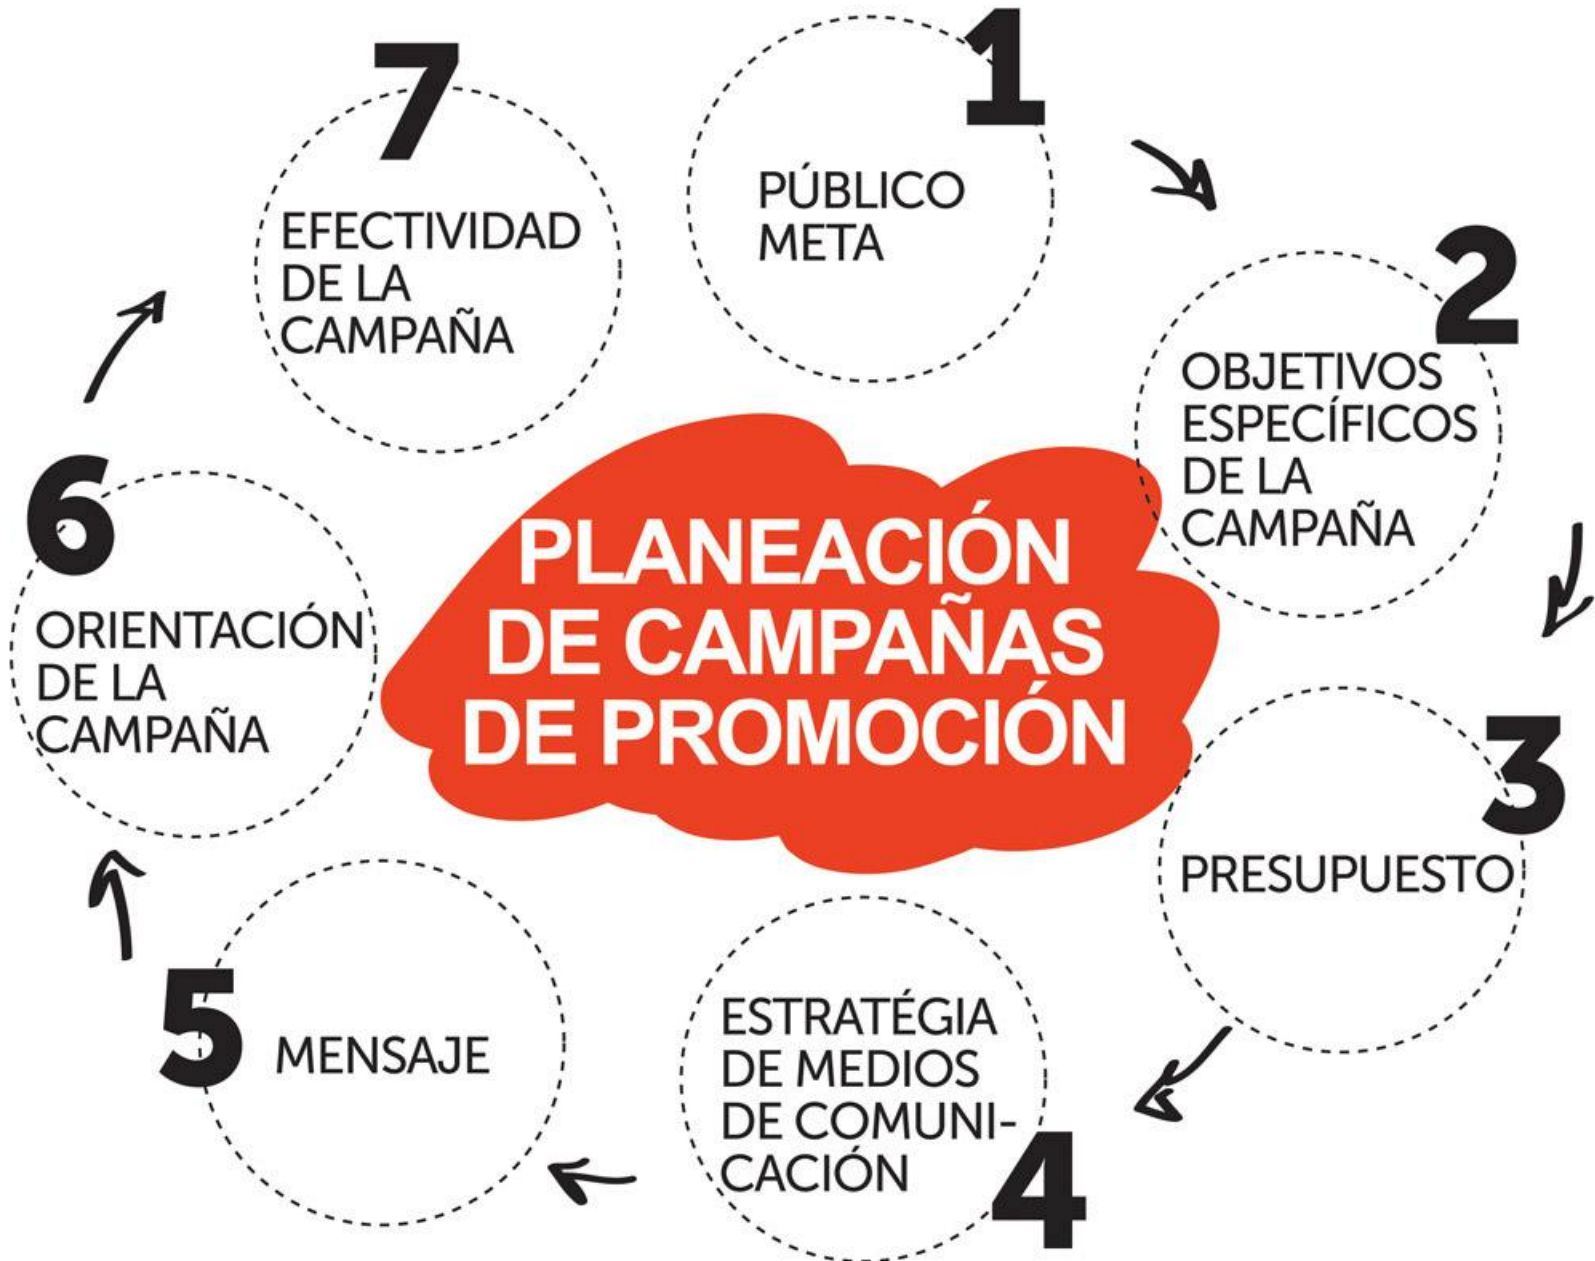 1
PÚBLICO
META
2
OBJETIVOS
ESPECÍFICOS
DE LA
CAMPAÑA
3
PRESUPUESTO
4
ESTRATÉGIA
DE MEDIOS
DE COMUNI-
CACIÓN
5
MENSAJE
6
ORIENTACIÓN
DE LA
CAMPAÑA
7
EFECTIVIDAD
DE LA
CAMPAÑA
PLANEACIÓN
DE CAMPAÑAS
DE PROMOCIÓN